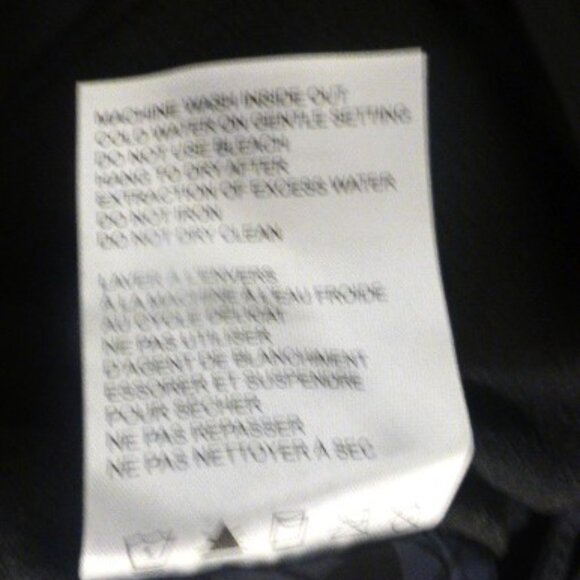 MACHINE WASH INSIDE OUT
COLD WATER ON GENTLE SETTING
DO NOT USE BLEACH
HANG TO DRY AFTER
EXTRACTION OF EXCESS WATER
DO NOT IRON
DO NOT DRY CLEAN
LAVER À L'ENVERS
À LA MACHINE À L'EAU FROIDE
AU CYCLE DÉLICAT
NE PAS UTILISER
D'AGENT DE BLANCHIMENT
ESSORER ET SUSPENDRE
POUR SÉCHER
NE PAS REPASSER
NE PAS NETTOYER À SEC